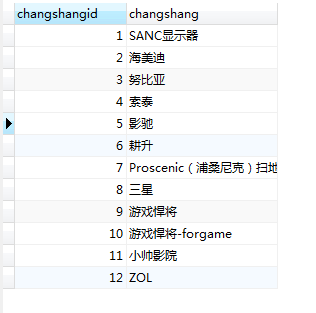 changshangid changshang
1 SANC显示器
2 海美迪
3 努比亚
4 索泰
5 影驰
6 耕升
7 Proscenic（浦桑尼克）扫地
8 三星
9 游戏悍将
10 游戏悍将-forgame
11 小帅影院
12 ZOL